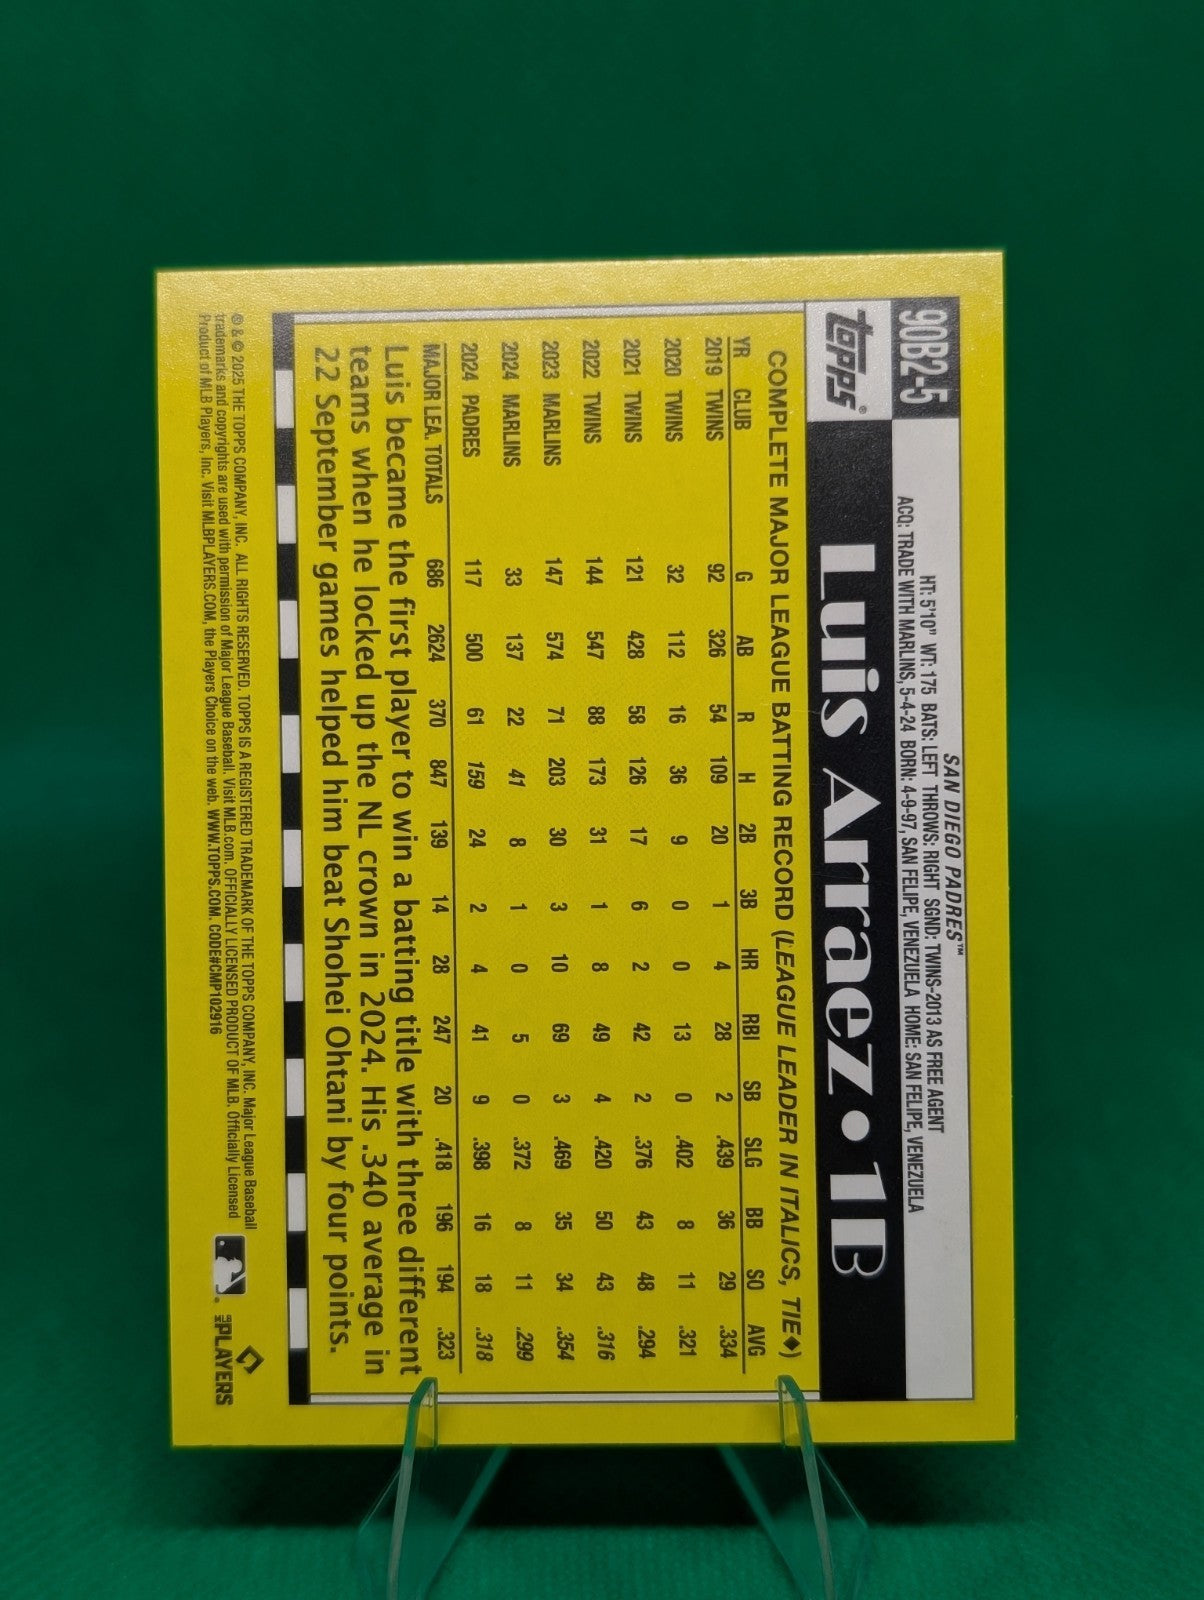 90B2-5
SAN DIEGO PADRES™
HT: 5'10" WT: 175 BATS: LEFT THROWS: RIGHT SGND: TWINS-2013 AS FREE AGENT
ACQ: TRADE WITH MARLINS, 5-4-24 BORN: 4-9-97, SAN FELIPE, VENEZUELA HOME: SAN FELIPE, VENEZUELA
topps® Luis Arraez • 1B
COMPLETE MAJOR LEAGUE BATTING RECORD (LEAGUE LEADER IN ITALICS, TIE◆)
YR CLUB G AB R H 2B 3B HR RBI SB SLG BB SO AVG
2019 TWINS 92 326 54 109 20 1 4 28 2 .439 36 29 .334
2020 TWINS 32 112 16 36 9 0 0 13 0 .402 8 11 .321
2021 TWINS 121 428 58 126 17 6 2 42 2 .376 43 48 .294
2022 TWINS 144 547 88 173 31 1 8 49 4 .420 50 43 .316
2023 MARLINS 147 574 71 203 30 3 10 69 3 .469 35 34 .354
2024 MARLINS 33 137 22 41 8 1 0 5 0 .372 8 11 .299
2024 PADRES 117 500 61 159 24 2 4 41 9 .398 16 18 .318
MAJOR LEA. TOTALS 686 2624 370 847 139 14 28 247 20 .418 196 194 .323
Luis became the first player to win a batting title with three different
teams when he locked up the NL crown in 2024. His .340 average in
22 September games helped him beat Shohei Ohtani by four points.
® & © 2025 THE TOPPS COMPANY, INC. ALL RIGHTS RESERVED. TOPPS IS A REGISTERED TRADEMARK OF THE TOPPS COMPANY, INC. Major League Baseball
trademarks and copyrights are used with permission of Major League Baseball. Visit MLB.com. OFFICIALLY LICENSED PRODUCT OF MLB. Officially Licensed
Product of MLB Players, Inc. Visit MLBPLAYERS.COM, the Players Choice on the web. WWW.TOPPS.COM. CODE#CMP102916
MLB PLAYERS